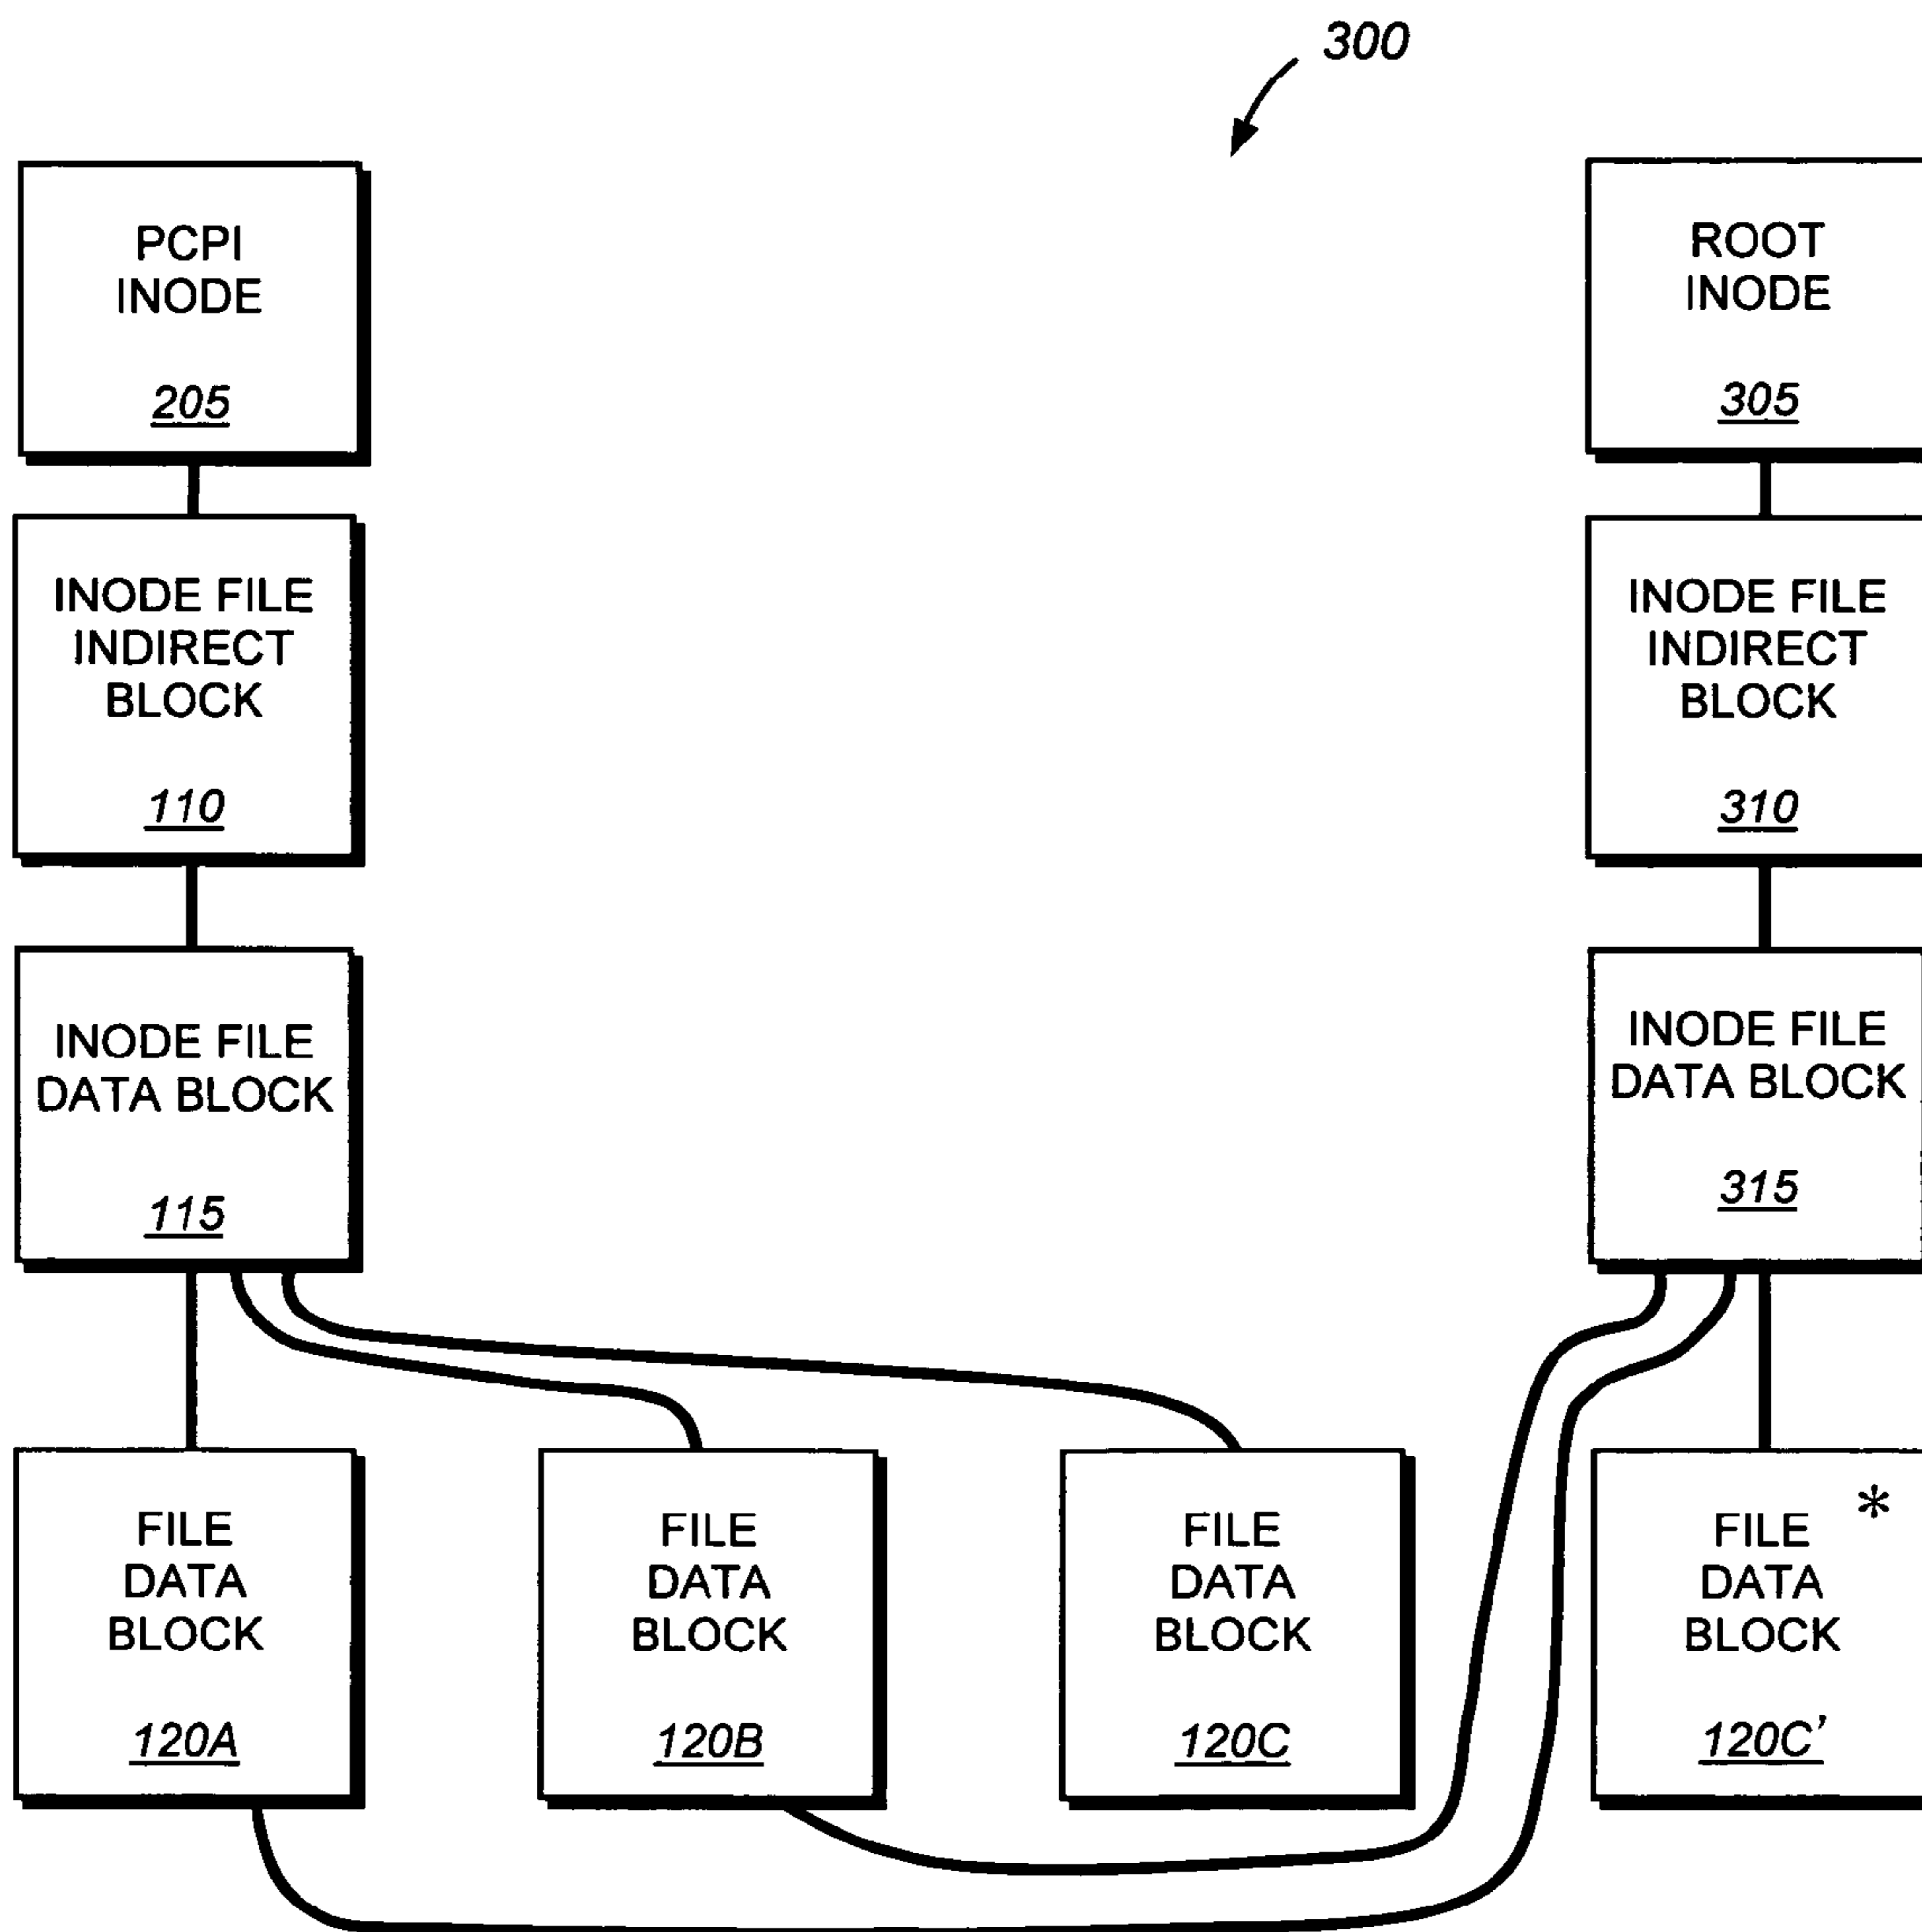 300
PCPI
INODE
205
ROOT
INODE
305
INODE FILE
INDIRECT
BLOCK
110
INODE FILE
INDIRECT
BLOCK
310
INODE FILE
DATA BLOCK
115
INODE FILE
DATA BLOCK
315
FILE
DATA
BLOCK
120A
FILE
DATA
BLOCK
120B
FILE
DATA
BLOCK
120C
*
FILE
DATA
BLOCK
120C’